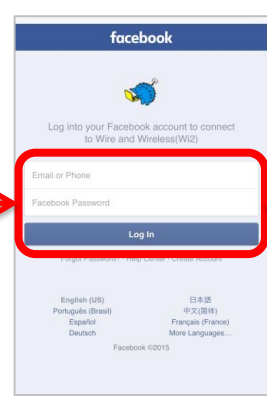 facebook
Log into your Facebook account to connect
to Wire and Wireless(Wi2)
Email or Phone
Facebook Password
Log In
Forgot Password? · Help Center · Create Account
English (US) 日本語
Português (Brasil) 中文(简体)
Español Français (France)
Deutsch More Languages...
Facebook ©2015